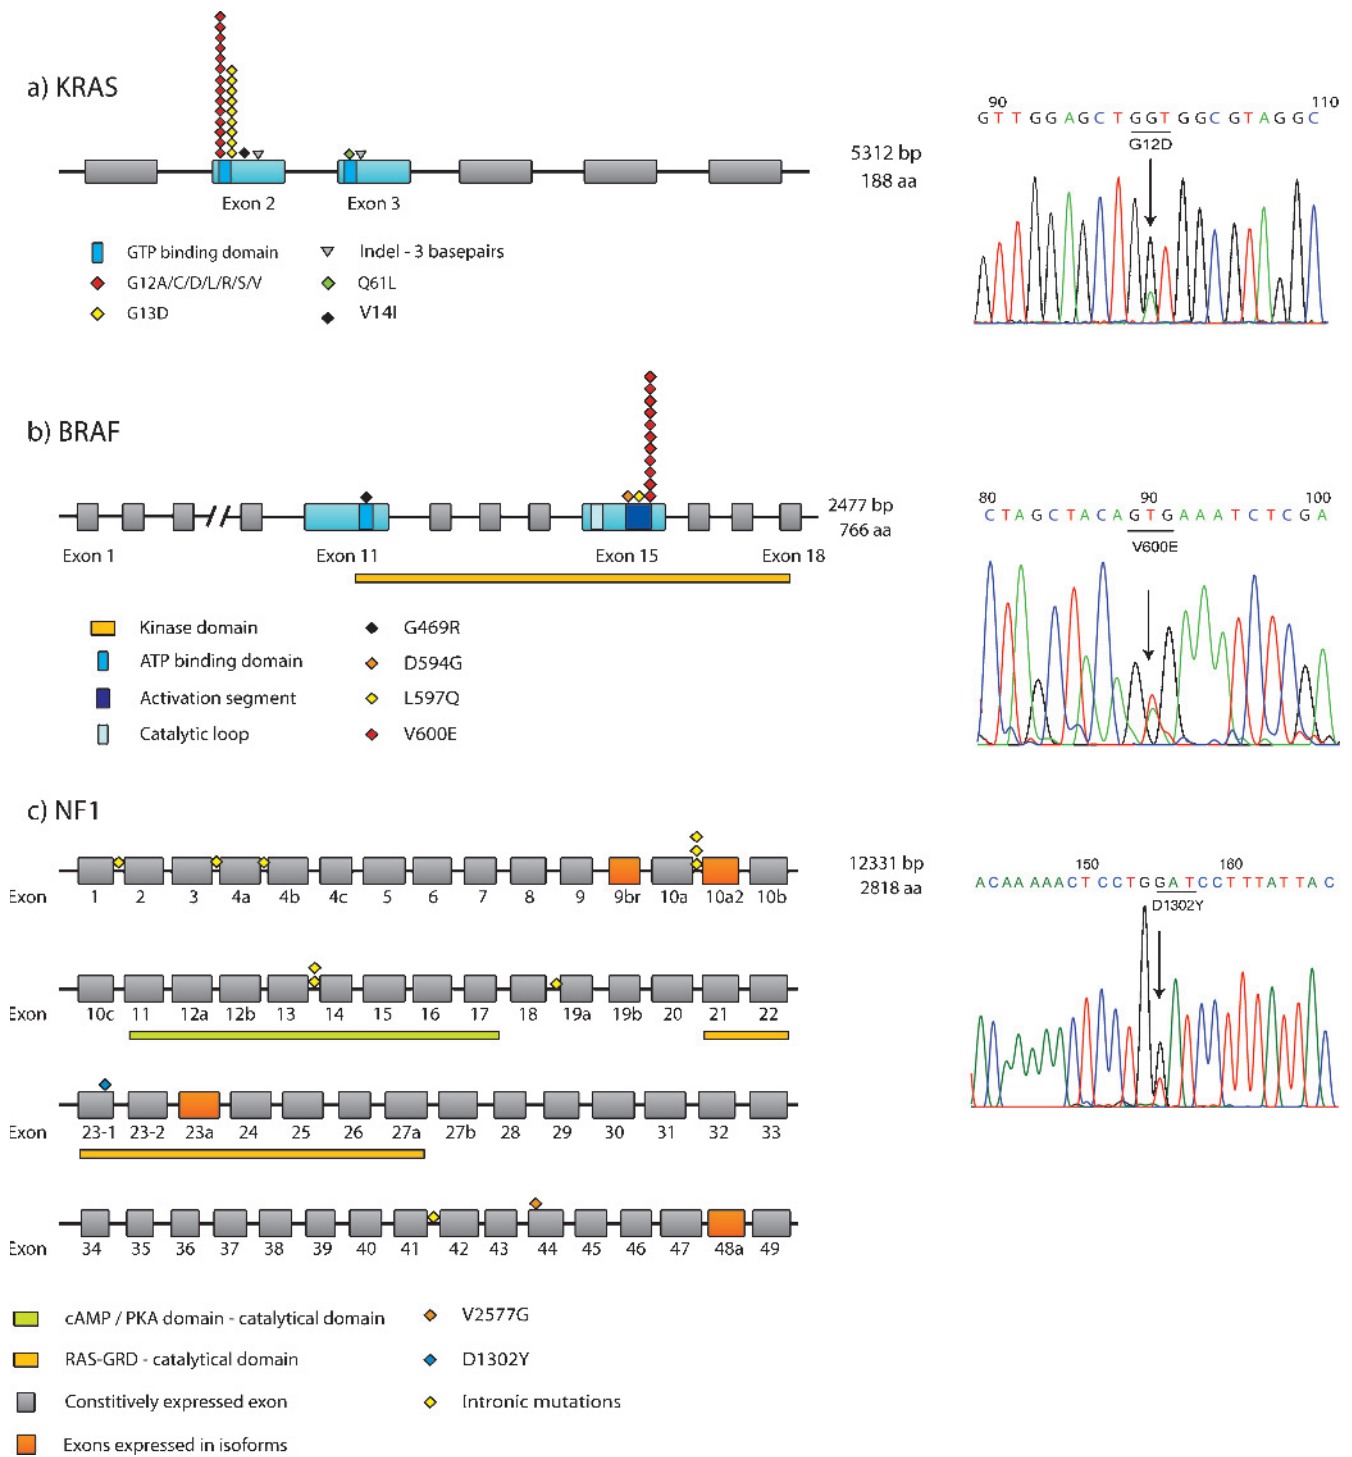 a) KRAS
5312 bp
188 aa
Exon 2
Exon 3
GTP binding domain
Indel - 3 basepairs
G12A/C/D/L/R/S/V
Q61L
G13D
V14I
90
110
G T T G G A G C T G G T G G C G T A G G C
G12D
b) BRAF
2477 bp
766 aa
Exon 1
Exon 11
Exon 15
Exon 18
Kinase domain
G469R
ATP binding domain
D594G
Activation segment
L597Q
Catalytic loop
V600E
80
90
100
C T A G C T A C A G T G A A A T C T C G A
V600E
c) NF1
12331 bp
2818 aa
Exon
1 2 3 4a 4b 4c 5 6 7 8 9 9br 10a 10a2 10b
Exon
10c 11 12a 12b 13 14 15 16 17 18 19a 19b 20 21 22
Exon
23-1 23-2 23a 24 25 26 27a 27b 28 29 30 31 32 33
Exon
34 35 36 37 38 39 40 41 42 43 44 45 46 47 48a 49
cAMP / PKA domain - catalytical domain
V2577G
RAS-GRD - catalytical domain
D1302Y
Constitively expressed exon
Intronic mutations
Exons expressed in isoforms
150
160
A C A A A A A C T C C T G G A T C C T T T A T T A C
D1302Y